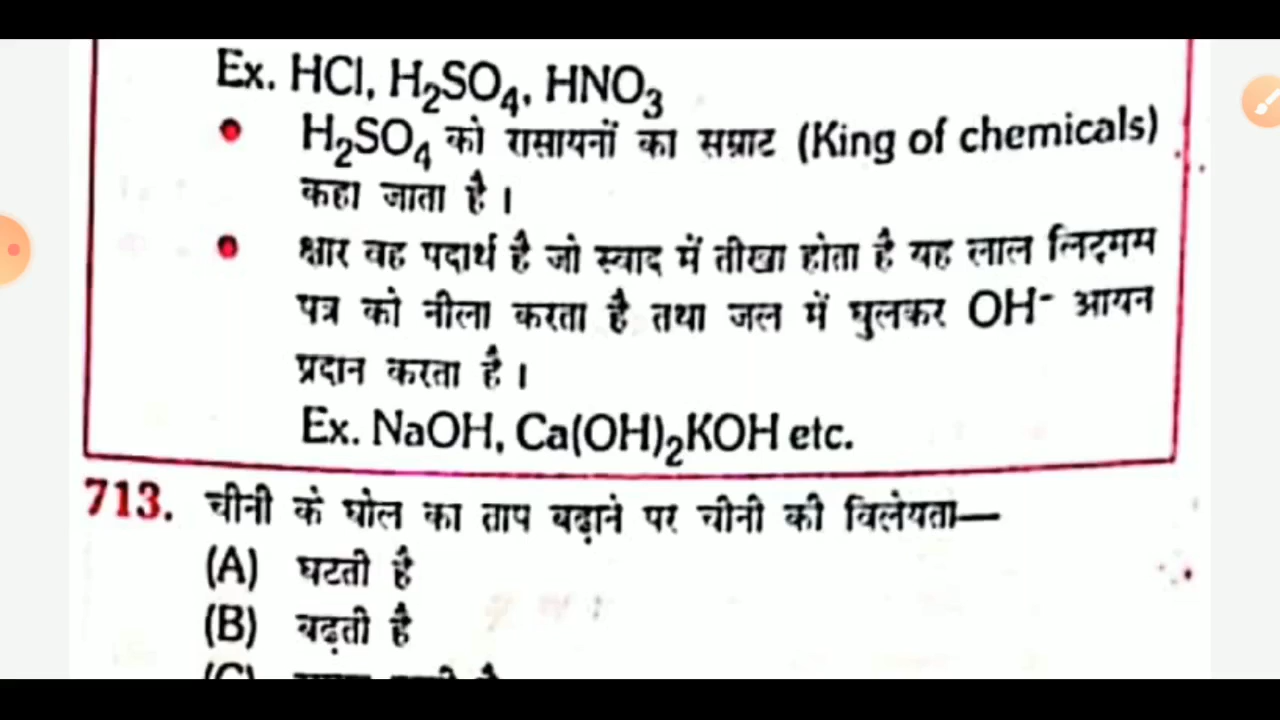 Ex. HCl, H₂SO₄, HNO₃
• H₂SO₄ को रासायनों का सम्राट (King of chemicals)
कहा जाता है।
• क्षार वह पदार्थ है जो स्वाद में तीखा होता है यह लाल लिटमस
पत्र को नीला करता है तथा जल में घुलकर OH⁻ आयन
प्रदान करता है।
Ex. NaOH, Ca(OH)₂KOH etc.
713. चीनी के घोल का ताप बढ़ाने पर चीनी की विलेयता—
(A) घटती है
(B) बढ़ती है